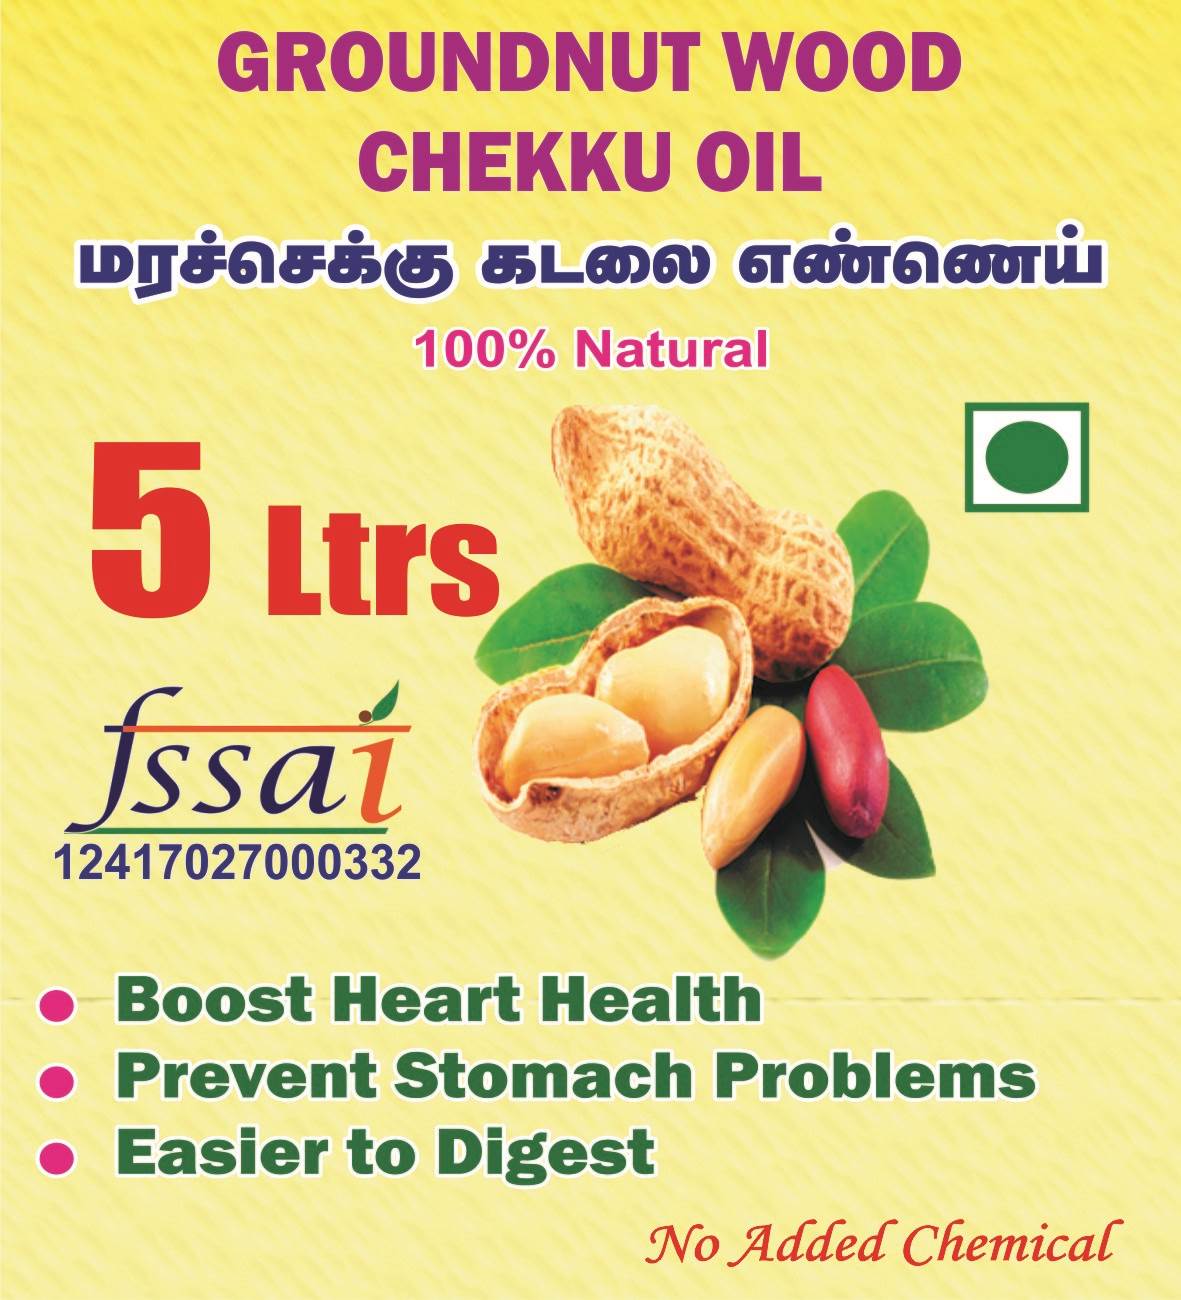 GROUNDNUT WOOD
CHEKKU OIL
மரச்செக்கு கடலை எண்ணெய்
100% Natural
5 Ltrs
fssai
12417027000332
Boost Heart Health
Prevent Stomach Problems
Easier to Digest
No Added Chemical